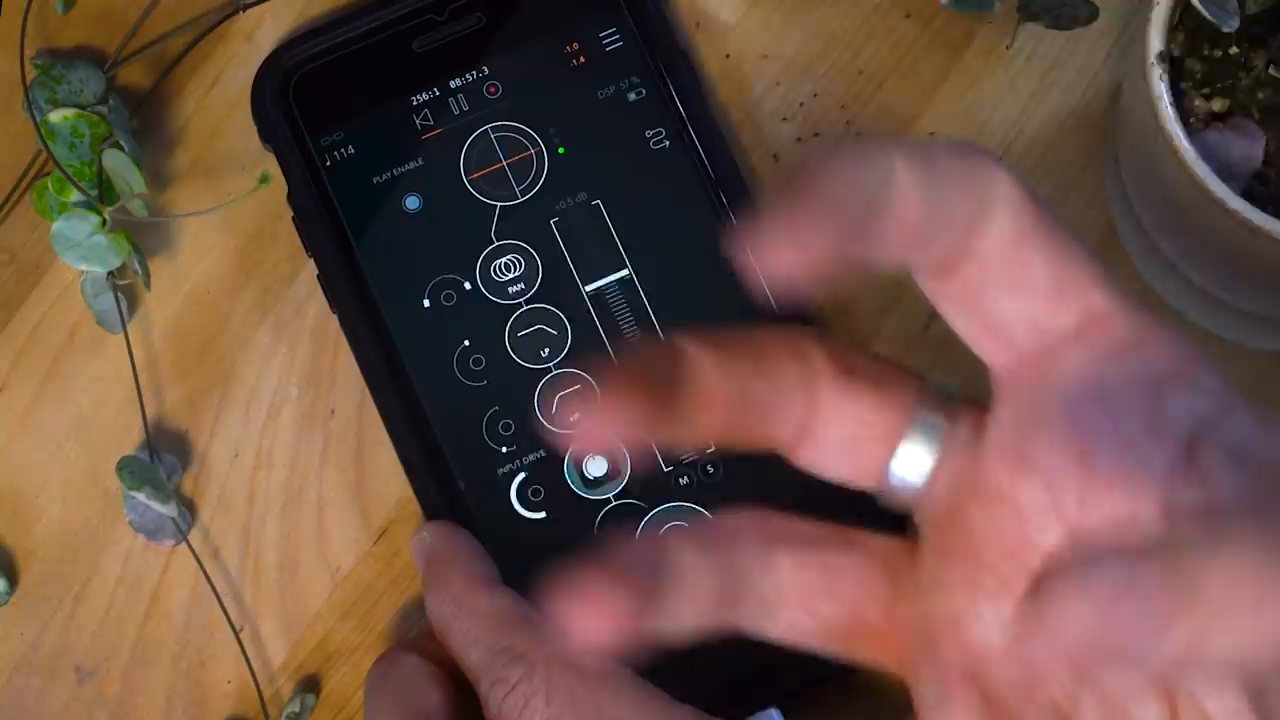 -1.0
-1.4
256:1 08:57.3
DSP 57 %
♩114
PLAY ENABLE
+0.5 dB
PAN
LP
INPUT DRIVE
M S